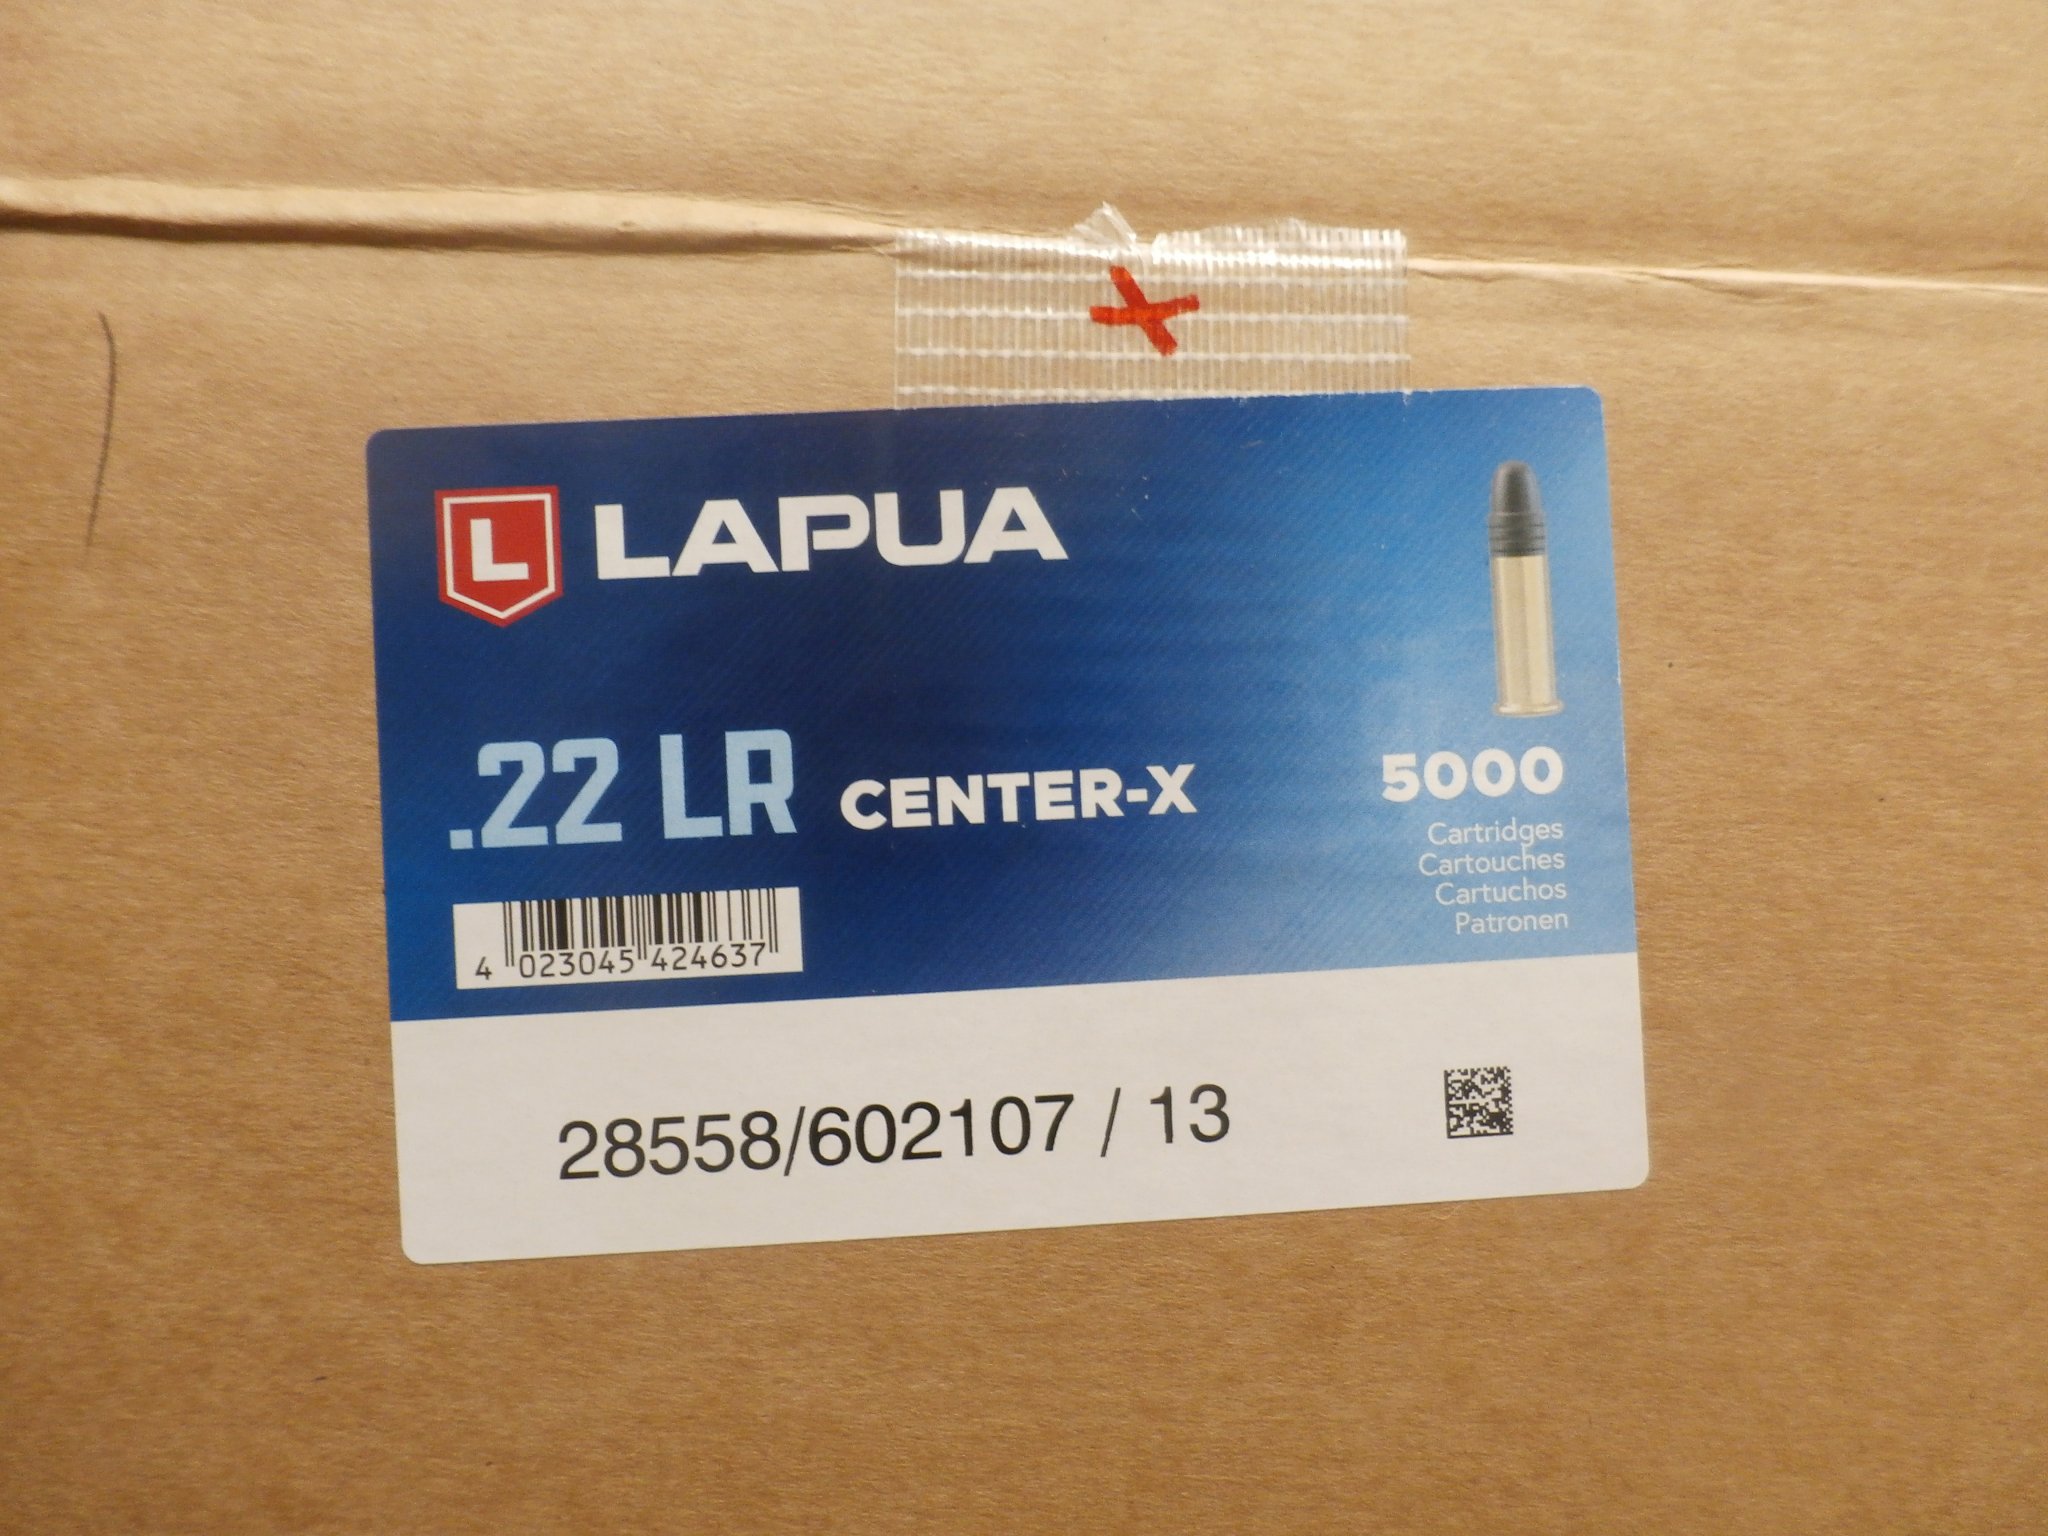 L LAPUA
.22 LR CENTER-X
5000
Cartridges
Cartouches
Cartuchos
Patronen
4 023045 424637
28558/602107 / 13